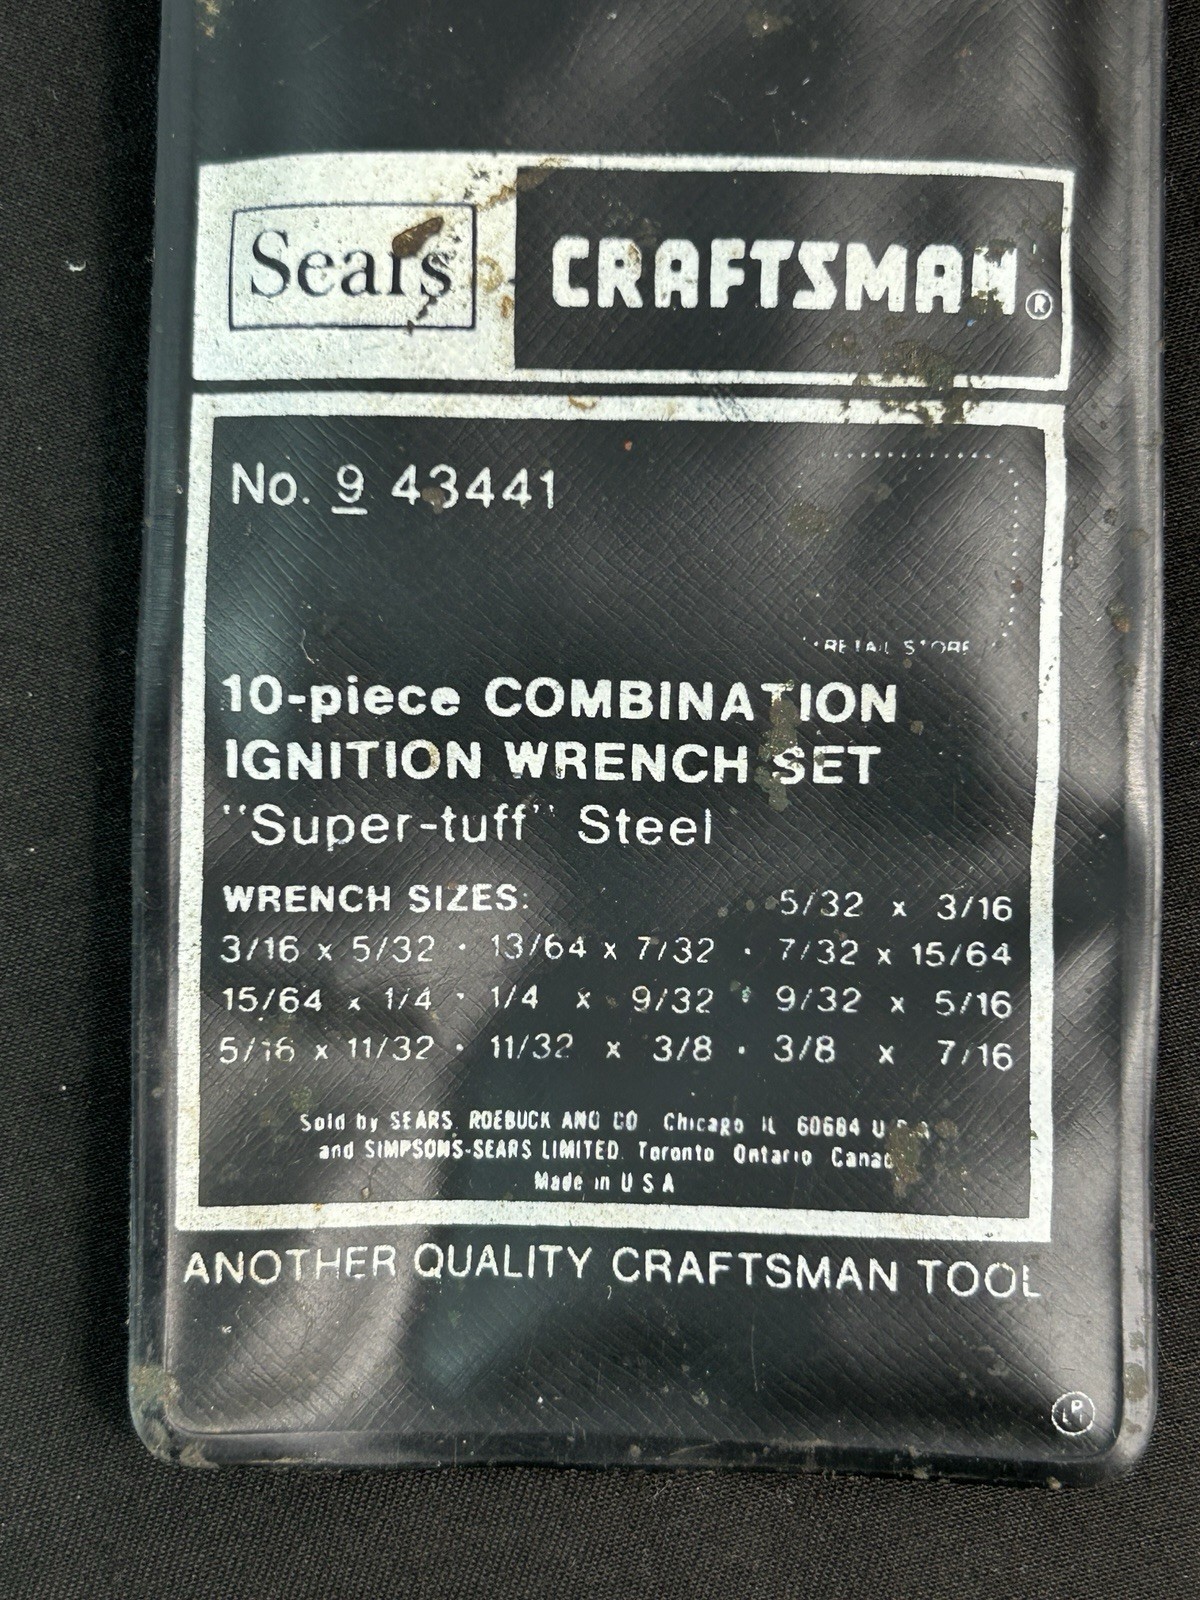 Sears CRAFTSMAN®
No. 9 43441
RETAIL STORE
10-piece COMBINATION
IGNITION WRENCH SET
"Super-tuff" Steel
WRENCH SIZES: 5/32 x 3/16
3/16 x 5/32 · 13/64 x 7/32 · 7/32 x 15/64
15/64 x 1/4 · 1/4 x 9/32 · 9/32 x 5/16
5/16 x 11/32 · 11/32 x 3/8 · 3/8 x 7/16
Sold by SEARS, ROEBUCK AND CO. Chicago IL 60684 U.S.A.
and SIMPSONS-SEARS LIMITED. Toronto Ontario Canada
Made in U S A
ANOTHER QUALITY CRAFTSMAN TOOL